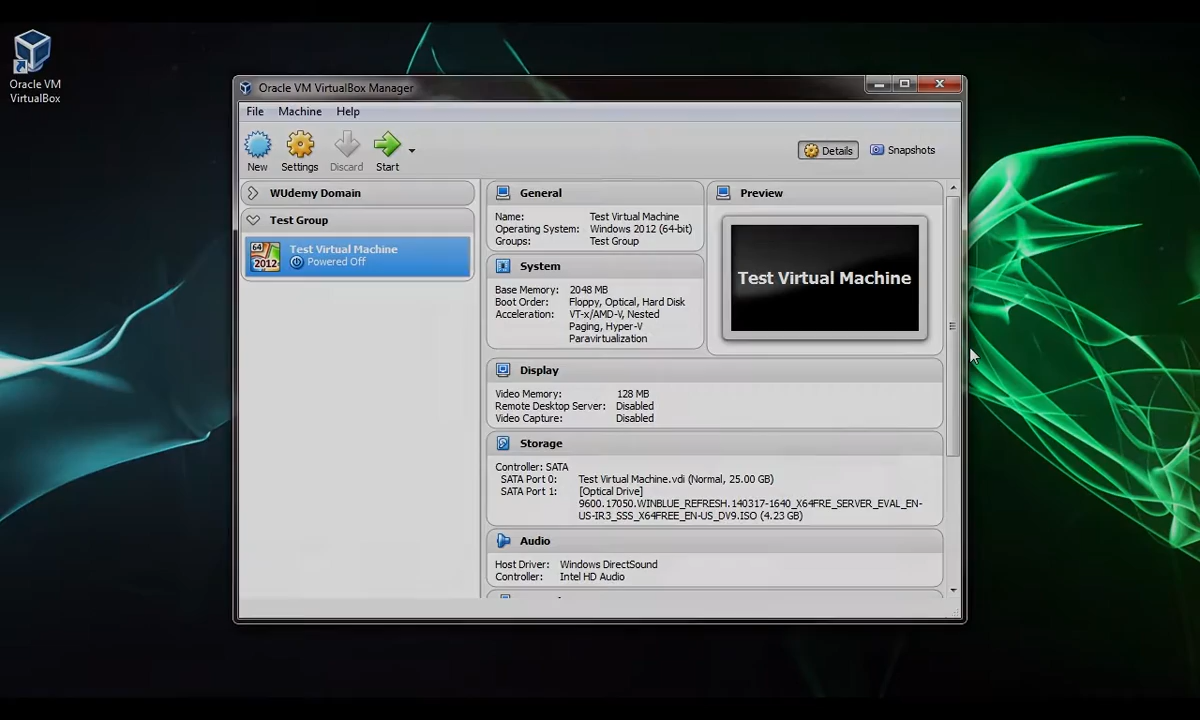 Oracle VM
VirtualBox
Oracle VM VirtualBox Manager
File Machine Help
New Settings Discard Start
Details Snapshots
WUdemy Domain
Test Group
64
2012
Test Virtual Machine
Powered Off
General
Name: Test Virtual Machine
Operating System: Windows 2012 (64-bit)
Groups: Test Group
Preview
Test Virtual Machine
System
Base Memory: 2048 MB
Boot Order: Floppy, Optical, Hard Disk
Acceleration: VT-x/AMD-V, Nested
Paging, Hyper-V
Paravirtualization
Display
Video Memory: 128 MB
Remote Desktop Server: Disabled
Video Capture: Disabled
Storage
Controller: SATA
SATA Port 0: Test Virtual Machine.vdi (Normal, 25.00 GB)
SATA Port 1: [Optical Drive]
9600.17050.WINBLUE_REFRESH.140317-1640_X64FRE_SERVER_EVAL_EN-
US-IR3_SSS_X64FREE_EN-US_DV9.ISO (4.23 GB)
Audio
Host Driver: Windows DirectSound
Controller: Intel HD Audio